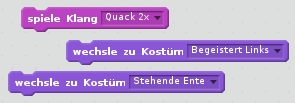 spiele Klang Quack 2x
wechsle zu Kostüm Begeistert Links
wechsle zu Kostüm Stehende Ente